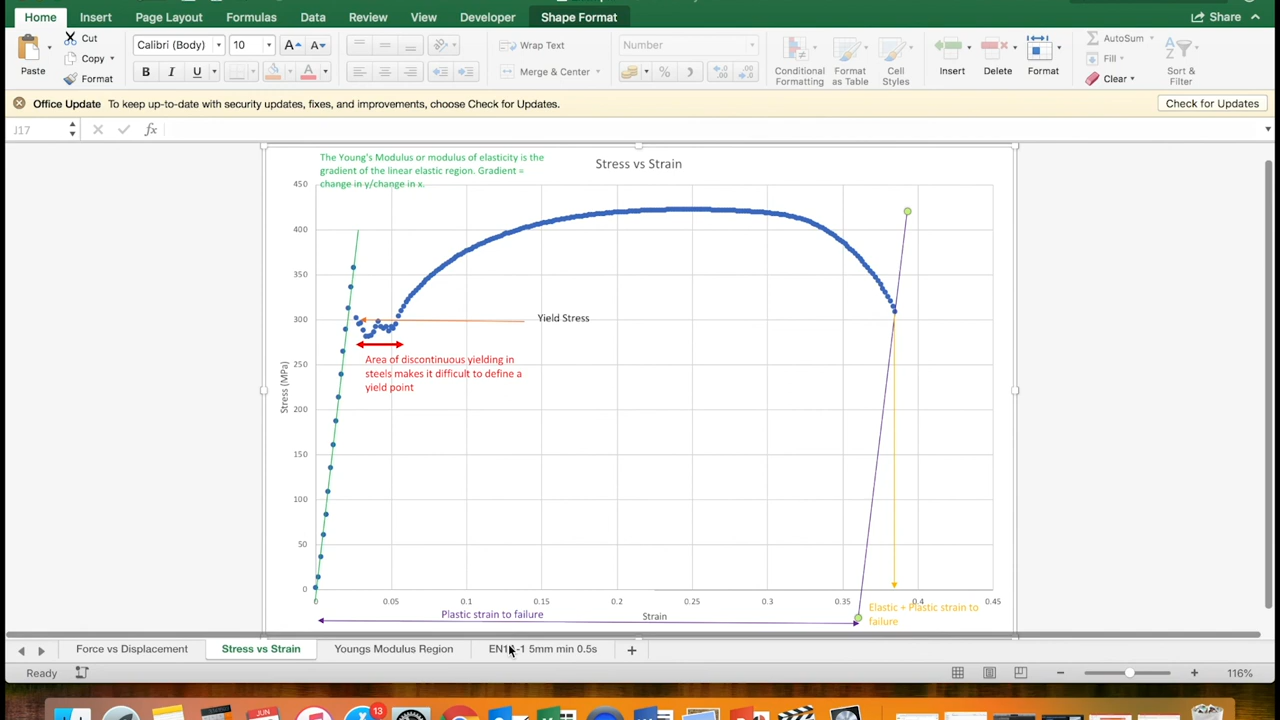 Home Insert Page Layout Formulas Data Review View Developer Shape Format Share
Cut
Copy
Format
Paste
Calibri (Body) 10 A A
B I U A
Wrap Text
Merge & Center
Number
%
Conditional Formatting
Format as Table
Cell Styles
Insert Delete Format
AutoSum
Fill
Clear
Sort & Filter
Office Update To keep up-to-date with security updates, fixes, and improvements, choose Check for Updates. Check for Updates
J17 fx
The Young's Modulus or modulus of elasticity is the
gradient of the linear elastic region. Gradient =
change in y/change in x.
Stress vs Strain
450
400
350
300
250
200
150
100
50
0
Stress (MPa)
Yield Stress
Area of discontinuous yielding in
steels makes it difficult to define a
yield point
0 0.05 0.1 0.15 0.2 0.25 0.3 0.35 0.4 0.45
Plastic strain to failure
Strain
Elastic + Plastic strain to
failure
Force vs Displacement Stress vs Strain Youngs Modulus Region -1 5mm min 0.5s
Ready 116%
13
JUN